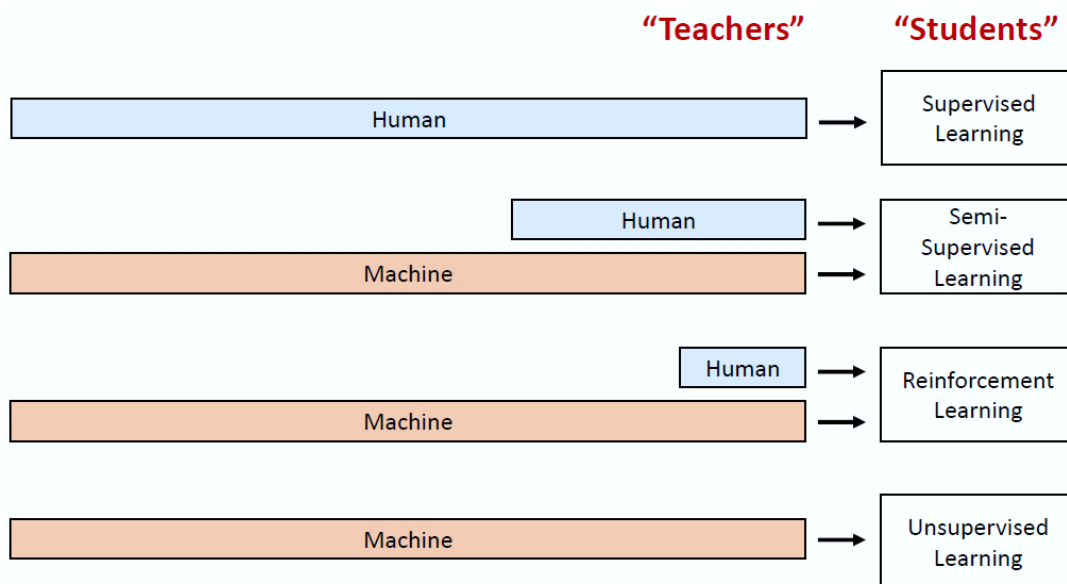 “Teachers” “Students”
Human
Supervised
Learning
Human
Machine
Semi-
Supervised
Learning
Human
Machine
Reinforcement
Learning
Machine
Unsupervised
Learning